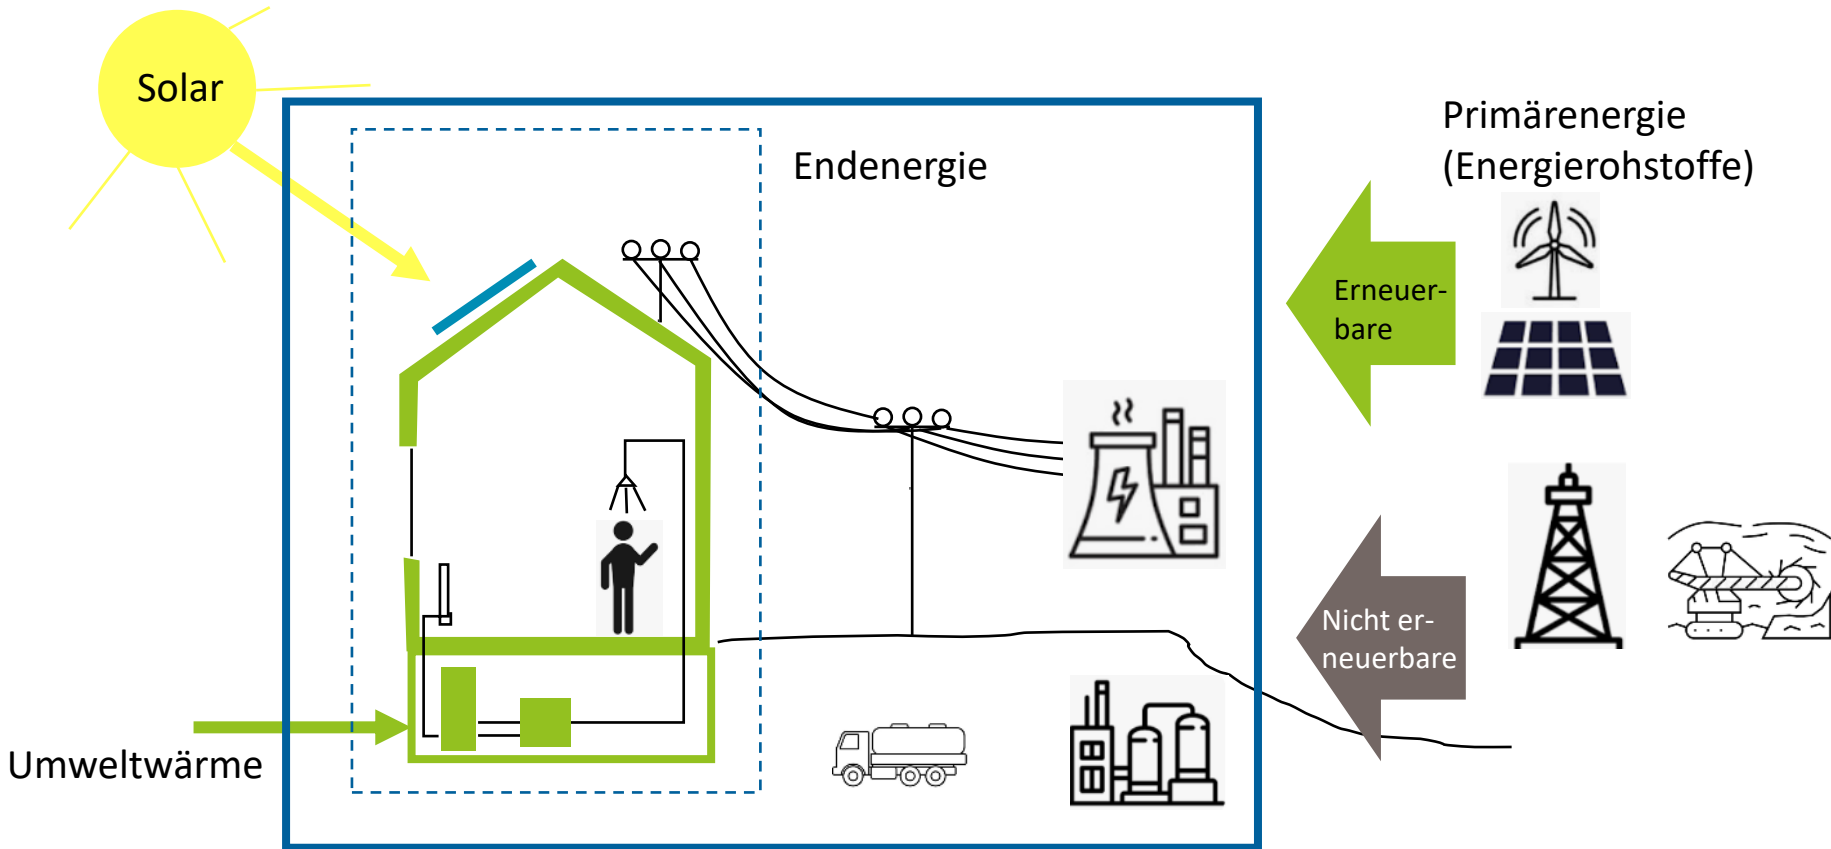 Solar
Endenergie
Primärenergie
(Energierohstoffe)
Erneuer-
bare
Nicht er-
neuerbare
Umweltwärme